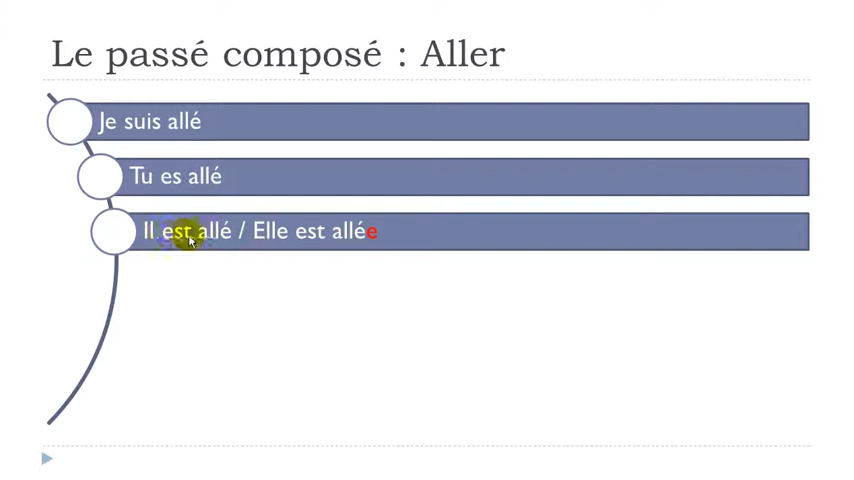 Le passé composé : Aller
Je suis allé
Tu es allé
Il est allé / Elle est allée